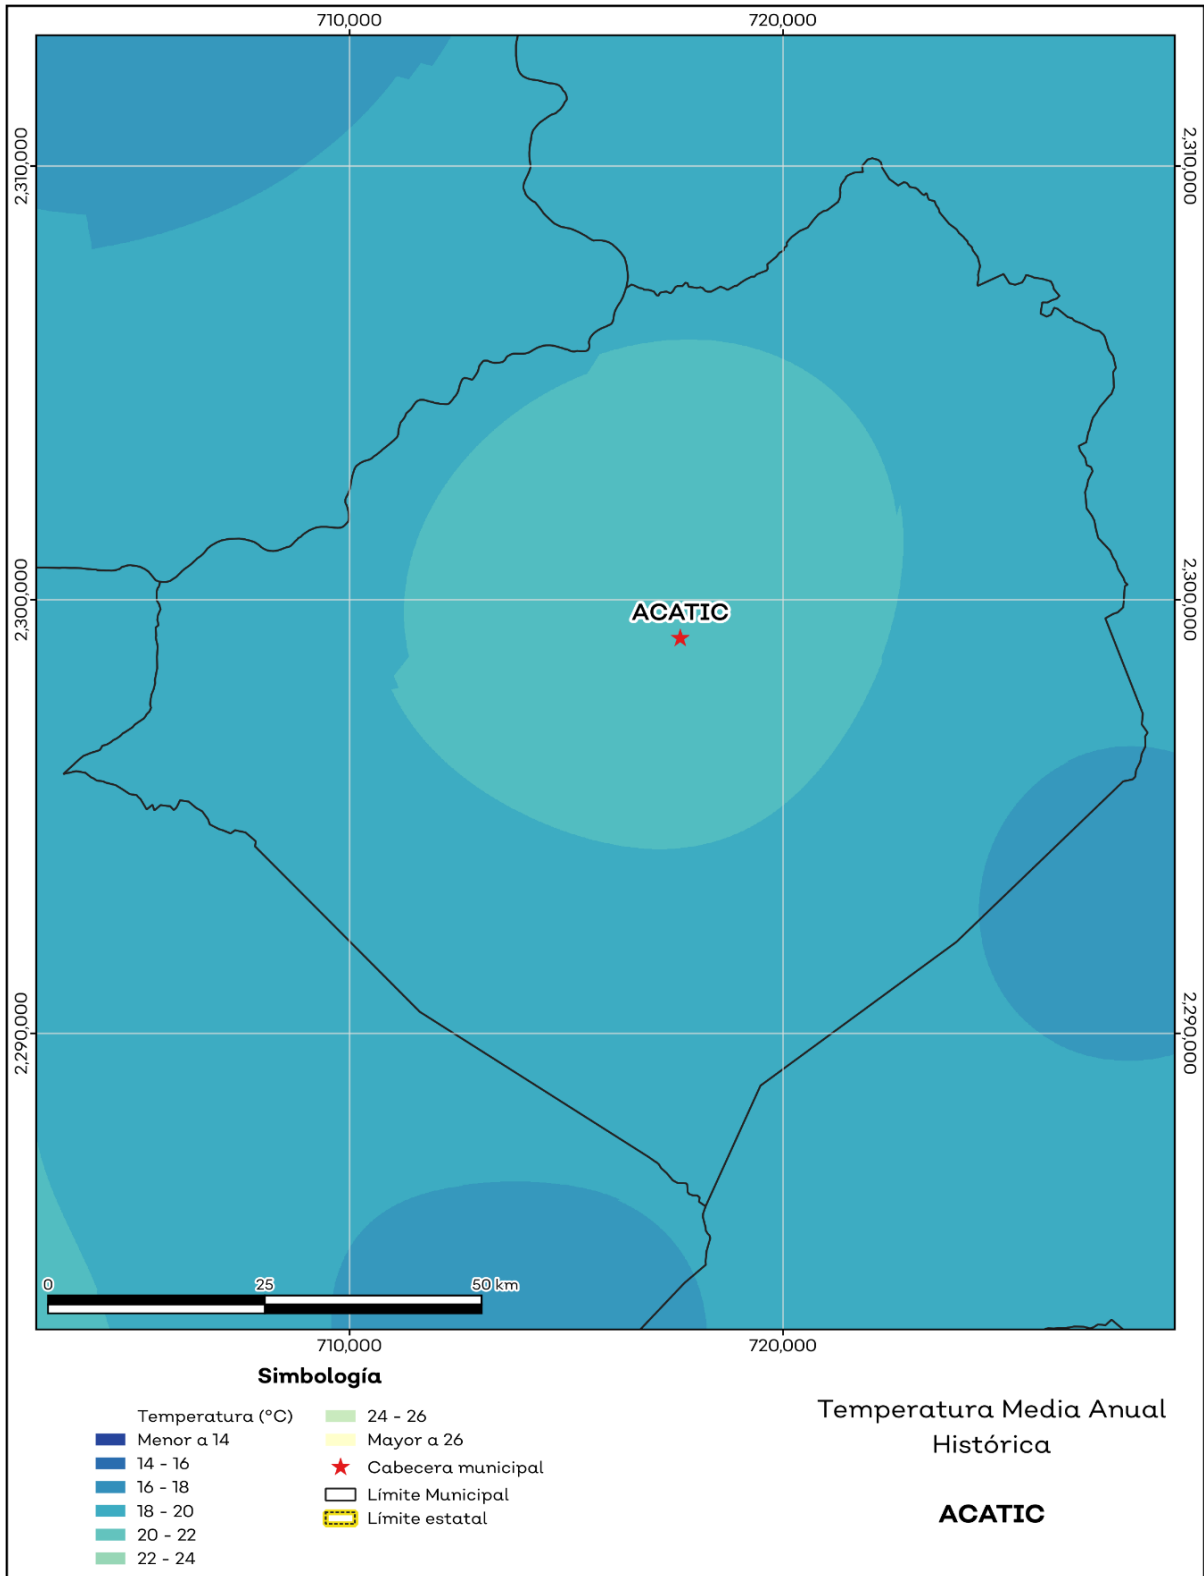 710,000
720,000
2,310,000
2,310,000
2,300,000
2,300,000
ACATIC
2,290,000
2,290,000
0
25
50 km
710,000
720,000
Simbología
Temperatura (°C)
Menor a 14
14 - 16
16 - 18
18 - 20
20 - 22
22 - 24
24 - 26
Mayor a 26
Cabecera municipal
Límite Municipal
Límite estatal
Temperatura Media Anual
Histórica
ACATIC